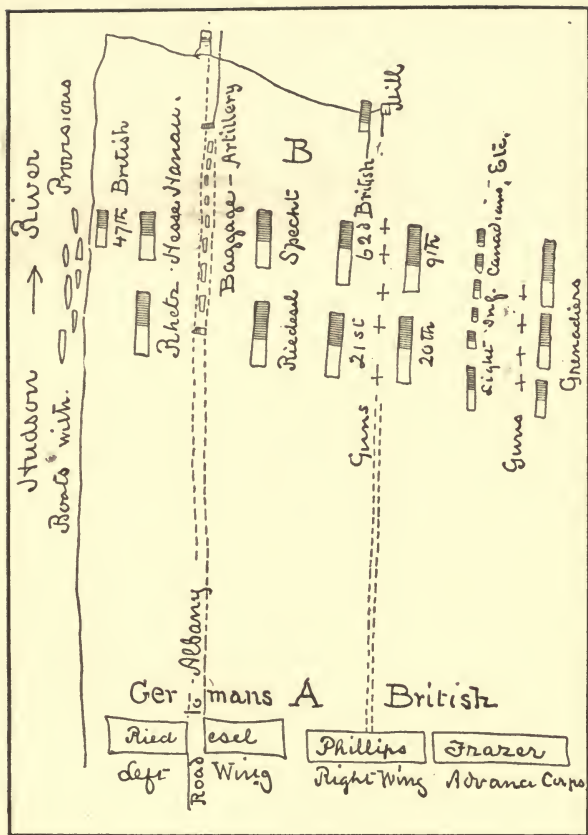 Hudson → River
Boats with Provisions
47th British
Rhetz. Hesse Hanau.
Baggage - Artillery
B
Riedesel Specht
21st 62d British
Mill
Guns
20th 9th
Light Inf. Canadians, Etc.
Guns
Grenadiers
Road to Albany
Germans A British
Riedesel
Phillips
Frazer
Left Wing
Right Wing
Advance Corps